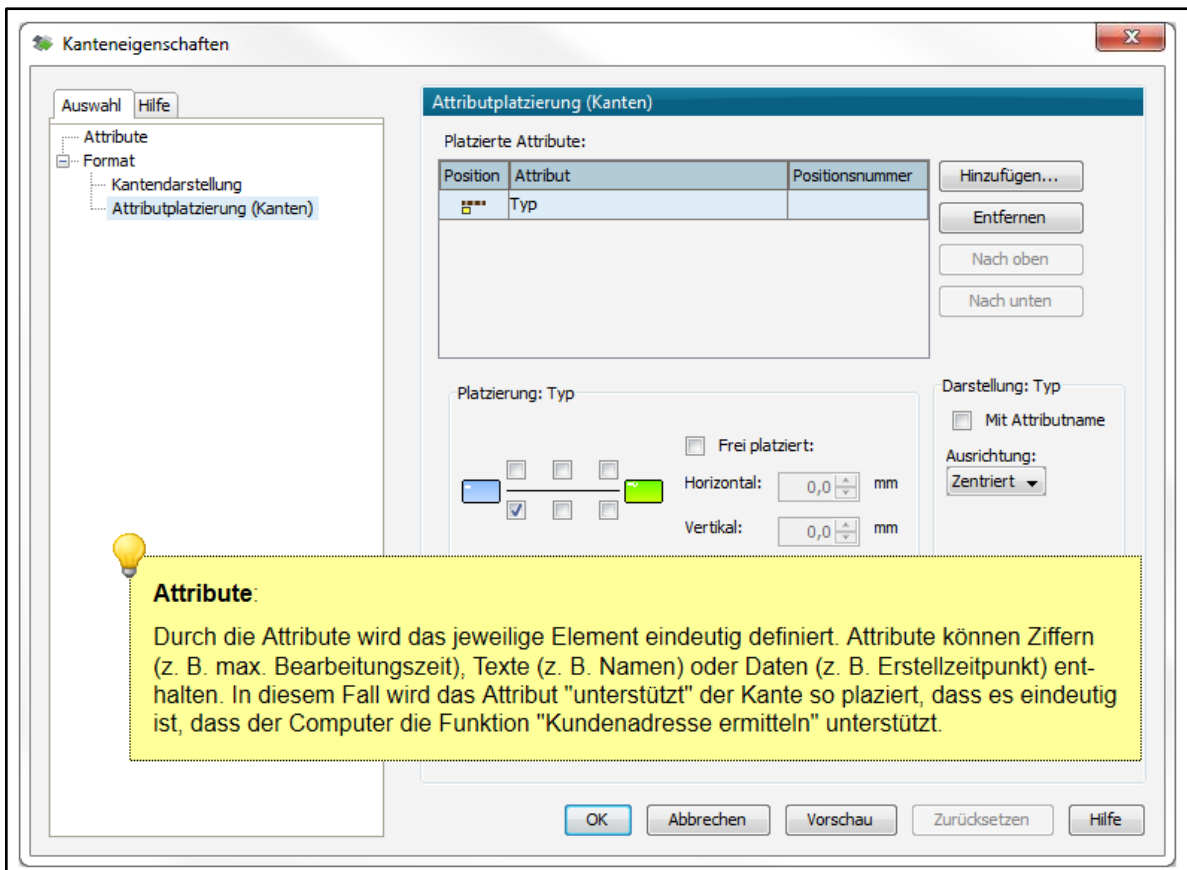 Kanteneigenschaften
Auswahl Hilfe
Attribute
Format
Kantendarstellung
Attributplatzierung (Kanten)
Attributplatzierung (Kanten)
Platzierte Attribute:
Position Attribut Positionsnummer
Typ
Hinzufügen...
Entfernen
Nach oben
Nach unten
Platzierung: Typ
Frei platziert:
Horizontal: 0,0 mm
Vertikal: 0,0 mm
Darstellung: Typ
Mit Attributname
Ausrichtung:
Zentriert
Attribute:
Durch die Attribute wird das jeweilige Element eindeutig definiert. Attribute können Ziffern
(z. B. max. Bearbeitungszeit), Texte (z. B. Namen) oder Daten (z. B. Erstellzeitpunkt) ent-
halten. In diesem Fall wird das Attribut "unterstützt" der Kante so plaziert, dass es eindeutig
ist, dass der Computer die Funktion "Kundenadresse ermitteln" unterstützt.
OK Abbrechen Vorschau Zurücksetzen Hilfe